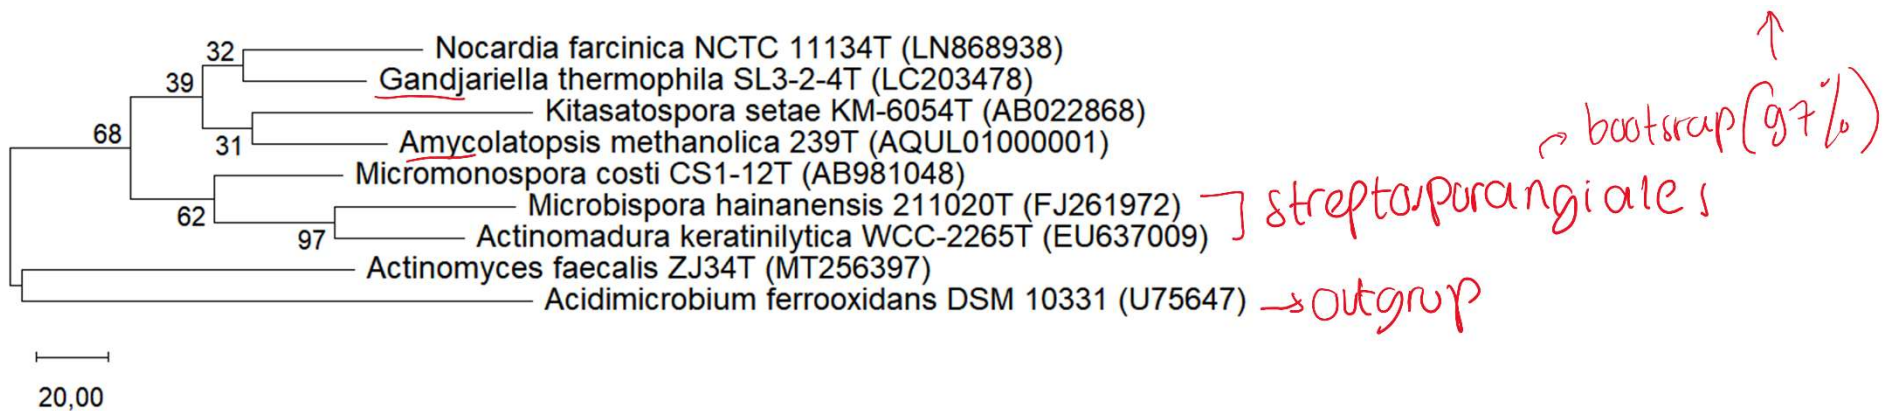 32 Nocardia farcinica NCTC 11134T (LN868938)
39 Gandjariella thermophila SL3-2-4T (LC203478)
Kitasatospora setae KM-6054T (AB022868)
68 31 Amycolatopsis methanolica 239T (AQUL01000001)
bootsrap (97%)
Micromonospora costi CS1-12T (AB981048)
62 Microbispora hainanensis 211020T (FJ261972)
streptosporangiales
97 Actinomadura keratinilytica WCC-2265T (EU637009)
Actinomyces faecalis ZJ34T (MT256397)
Acidimicrobium ferrooxidans DSM 10331 (U75647) → outgrup
20,00